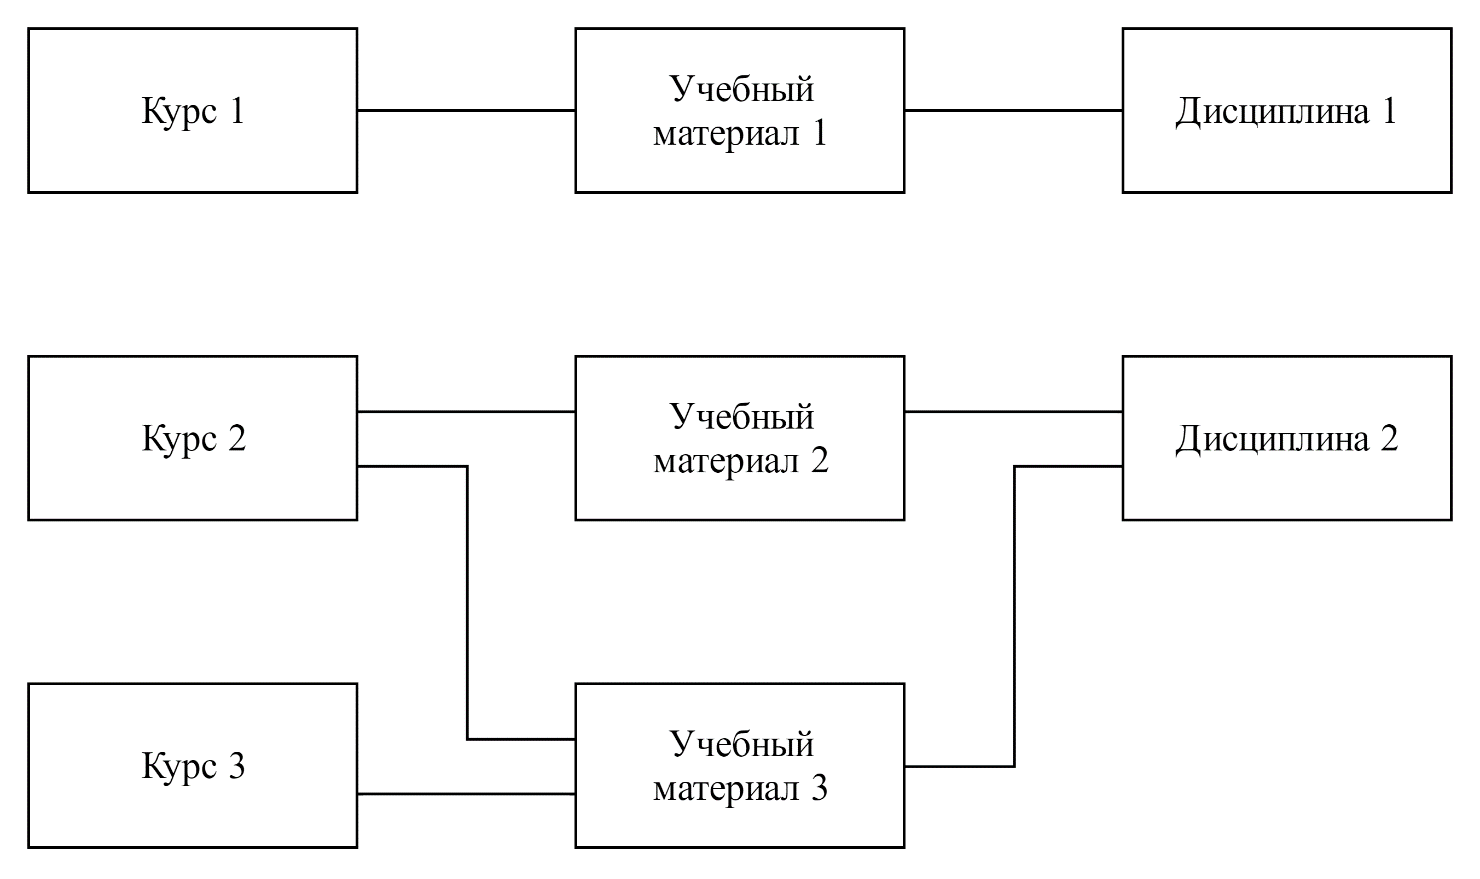 Курс 1
Учебный
материал 1
Дисциплина 1
Курс 2
Учебный
материал 2
Дисциплина 2
Курс 3
Учебный
материал 3